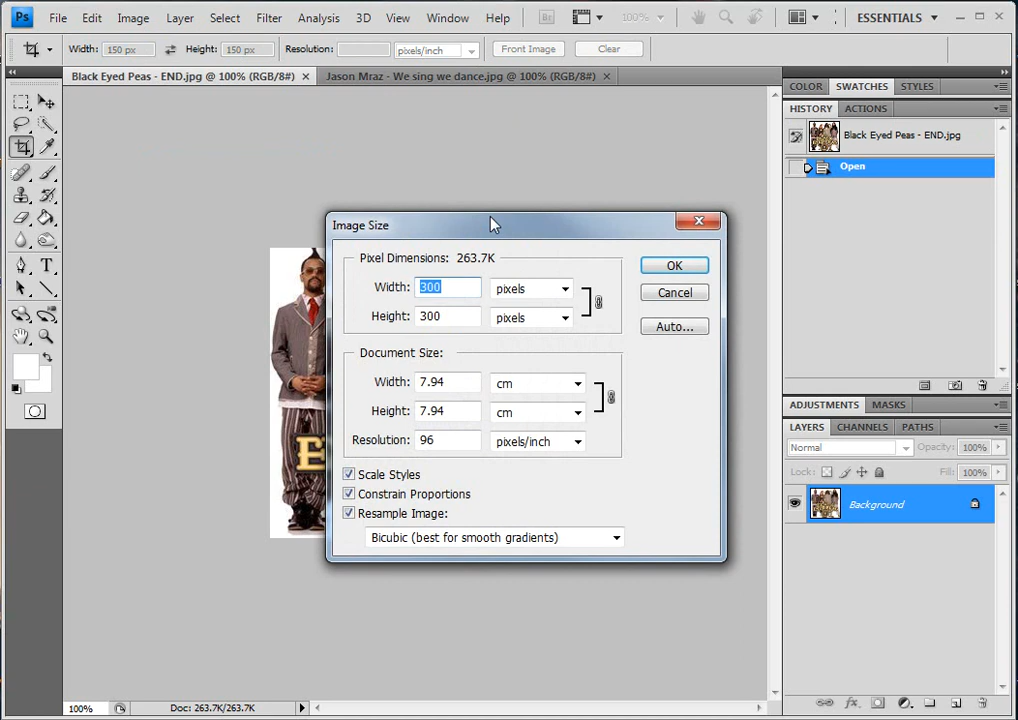 Ps File Edit Image Layer Select Filter Analysis 3D View Window Help Br 100% ESSENTIALS
Width: 150 px Height: 150 px Resolution: pixels/inch Front Image Clear
Black Eyed Peas - END.jpg @ 100% (RGB/8#) Jason Mraz - We sing we dance.jpg @ 100% (RGB/8#)
COLOR SWATCHES STYLES
HISTORY ACTIONS
Black Eyed Peas - END.jpg
Open
Image Size
Pixel Dimensions: 263.7K
Width: 300 pixels
Height: 300 pixels
Document Size:
Width: 7.94 cm
Height: 7.94 cm
Resolution: 96 pixels/inch
Scale Styles
Constrain Proportions
Resample Image:
Bicubic (best for smooth gradients)
OK
Cancel
Auto...
E
T
ADJUSTMENTS MASKS
LAYERS CHANNELS PATHS
Normal Opacity: 100%
Lock: Fill: 100%
Background
fx
100% Doc: 263.7K/263.7K